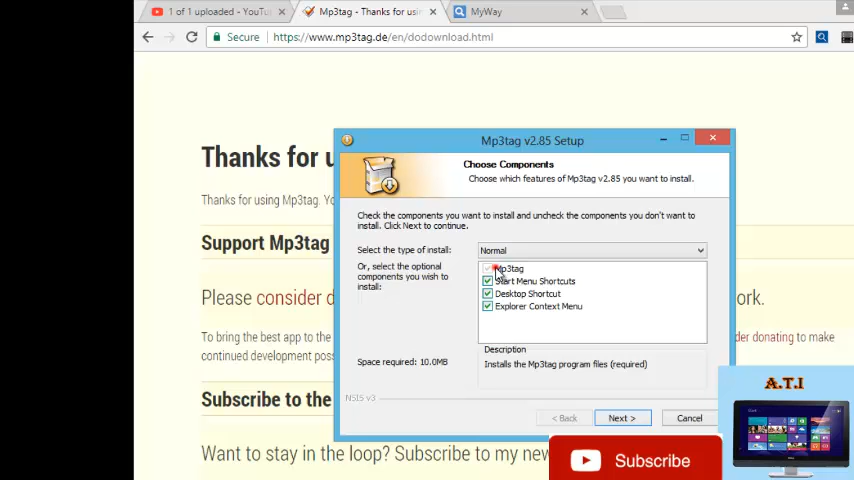 1 of 1 uploaded - YouTu
Mp3tag - Thanks for usin
MyWay
Secure
https://www.mp3tag.de/en/dodownload.html
Thanks for u
Thanks for using Mp3tag. Yo
Support Mp3tag
Please consider d
ork.
To bring the best app to the
der donating to make
continued development poss
Subscribe to the
Want to stay in the loop? Subscribe to my new
Mp3tag v2.85 Setup
Choose Components
Choose which features of Mp3tag v2.85 you want to install.
Check the components you want to install and uncheck the components you don't want to
install. Click Next to continue.
Select the type of install:
Normal
Or, select the optional
components you wish to
install:
Mp3tag
Start Menu Shortcuts
Desktop Shortcut
Explorer Context Menu
Space required: 10.0MB
Description
Installs the Mp3tag program files (required)
NSIS v3
< Back
Next >
Cancel
A.T.I
Subscribe